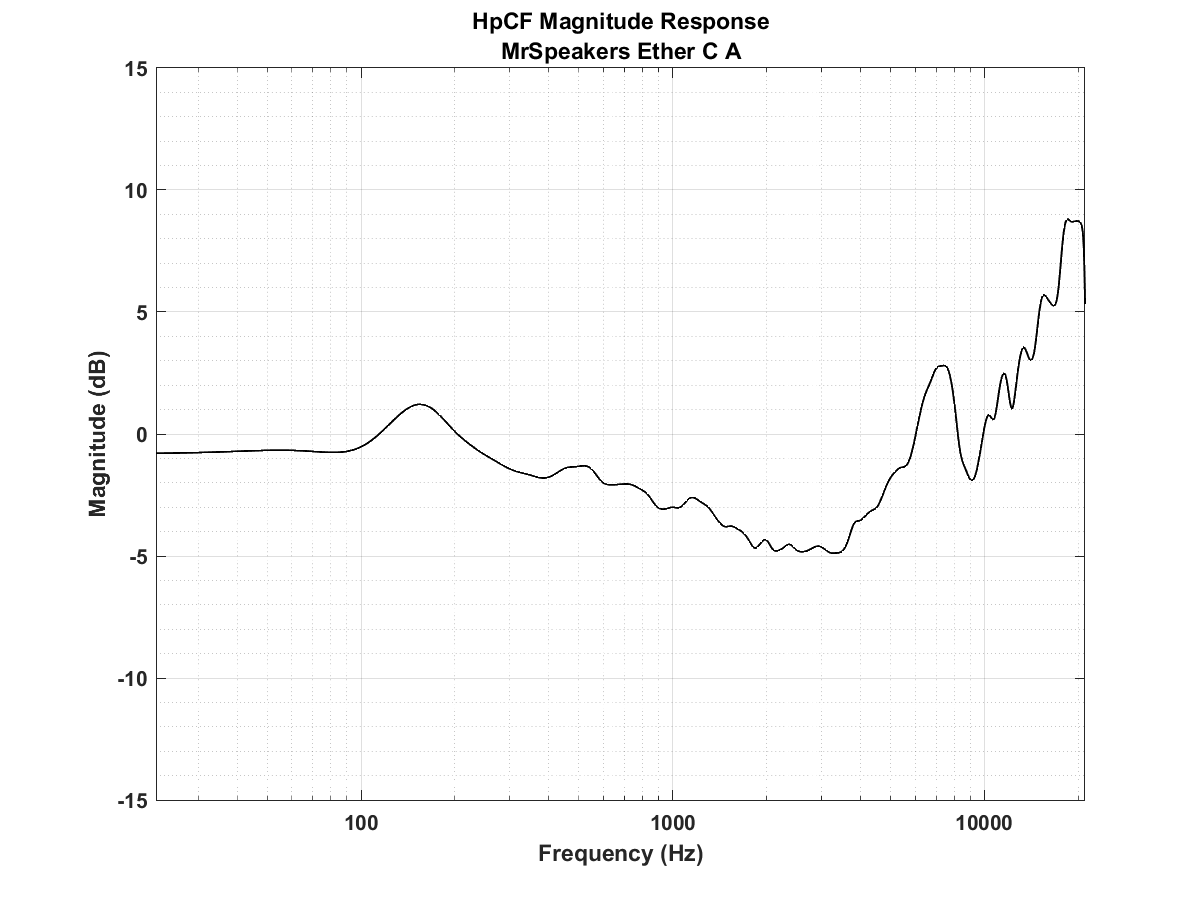 HpCF Magnitude Response
MrSpeakers Ether C A
15
10
5
0
-5
-10
-15
Magnitude (dB)
100
1000
10000
Frequency (Hz)